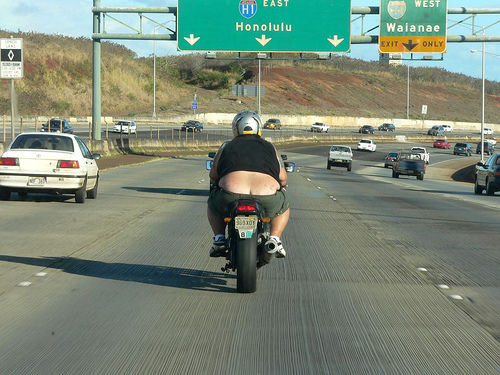 H1 EAST
Honolulu
WEST
Waianae
EXIT ONLY